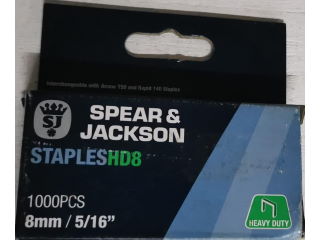 Interchangeable with Arrow T50 and Rapid 140 Staples
SJ
SPEAR &
JACKSON
STAPLESHD8
1000PCS
8mm / 5/16”
HEAVY DUTY